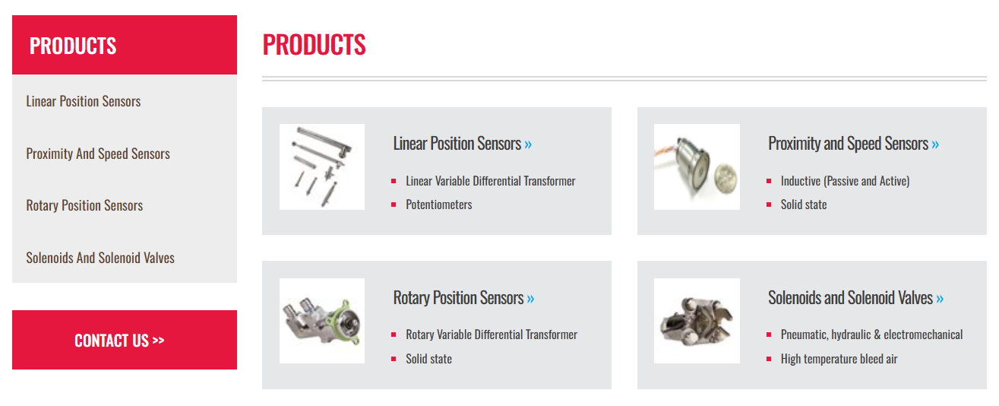 PRODUCTS
Linear Position Sensors
Proximity And Speed Sensors
Rotary Position Sensors
Solenoids And Solenoid Valves
CONTACT US >>
PRODUCTS
Linear Position Sensors »
Linear Variable Differential Transformer
Potentiometers
Proximity and Speed Sensors »
Inductive (Passive and Active)
Solid state
Rotary Position Sensors »
Rotary Variable Differential Transformer
Solid state
Solenoids and Solenoid Valves »
Pneumatic, hydraulic & electromechanical
High temperature bleed air